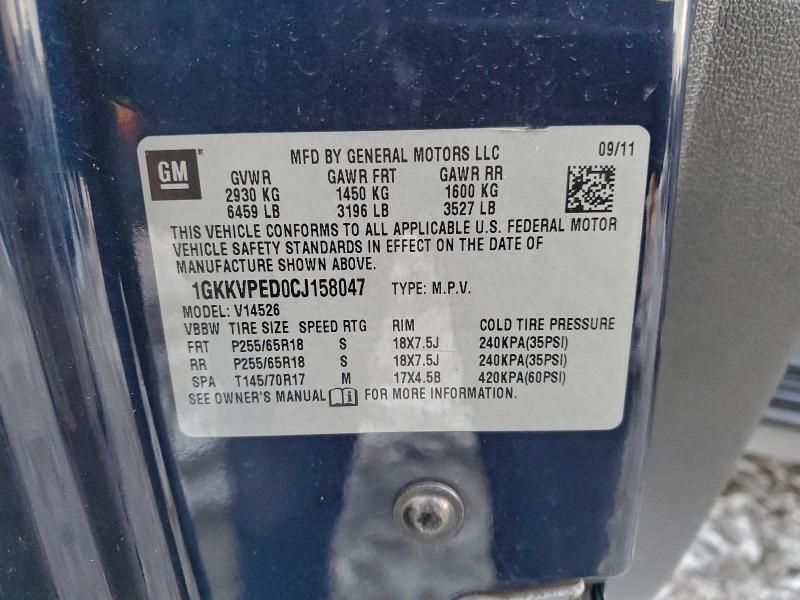 GM ® MFD BY GENERAL MOTORS LLC 09/11
GVWR GAWR FRT GAWR RR
2930 KG 1450 KG 1600 KG
6459 LB 3196 LB 3527 LB
THIS VEHICLE CONFORMS TO ALL APPLICABLE U.S. FEDERAL MOTOR
VEHICLE SAFETY STANDARDS IN EFFECT ON THE DATE OF
MANUFACTURE SHOWN ABOVE.
1GKKVPED0CJ158047 TYPE: M.P.V.
MODEL: V14526
VBBW TIRE SIZE SPEED RTG RIM COLD TIRE PRESSURE
FRT P255/65R18 S 18X7.5J 240KPA(35PSI)
RR P255/65R18 S 18X7.5J 240KPA(35PSI)
SPA T145/70R17 M 17X4.5B 420KPA(60PSI)
SEE OWNER'S MANUAL i FOR MORE INFORMATION.